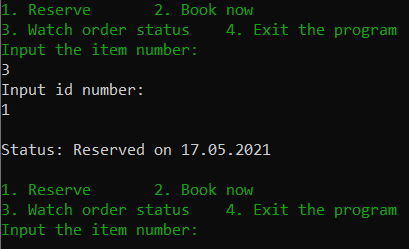 1. Reserve 2. Book now
3. Watch order status 4. Exit the program
Input the item number:
3
Input id number:
1
Status: Reserved on 17.05.2021
1. Reserve 2. Book now
3. Watch order status 4. Exit the program
Input the item number: